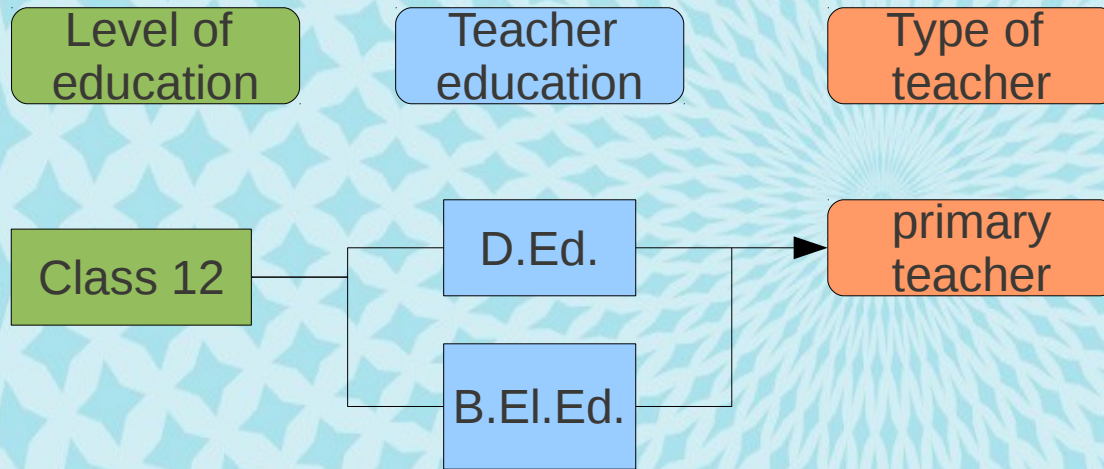 Level of
education
Teacher
education
Type of
teacher
Class 12
D.Ed.
B.El.Ed.
primary
teacher